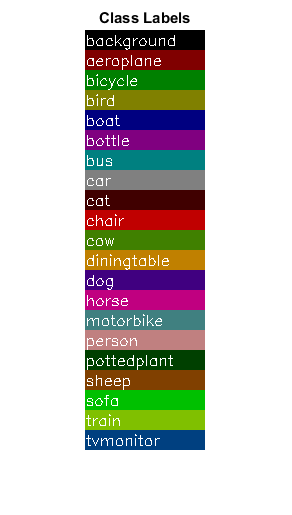 Class Labels
background
aeroplane
bicycle
bird
boat
bottle
bus
car
cat
chair
cow
diningtable
dog
horse
motorbike
person
pottedplant
sheep
sofa
train
tvmonitor